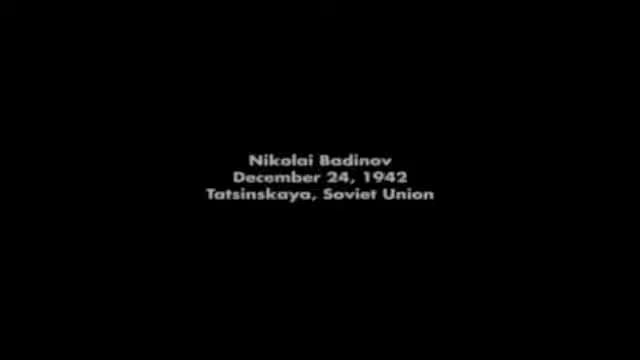 Nikolai Badinov
December 24, 1942
Tatsinskaya, Soviet Union